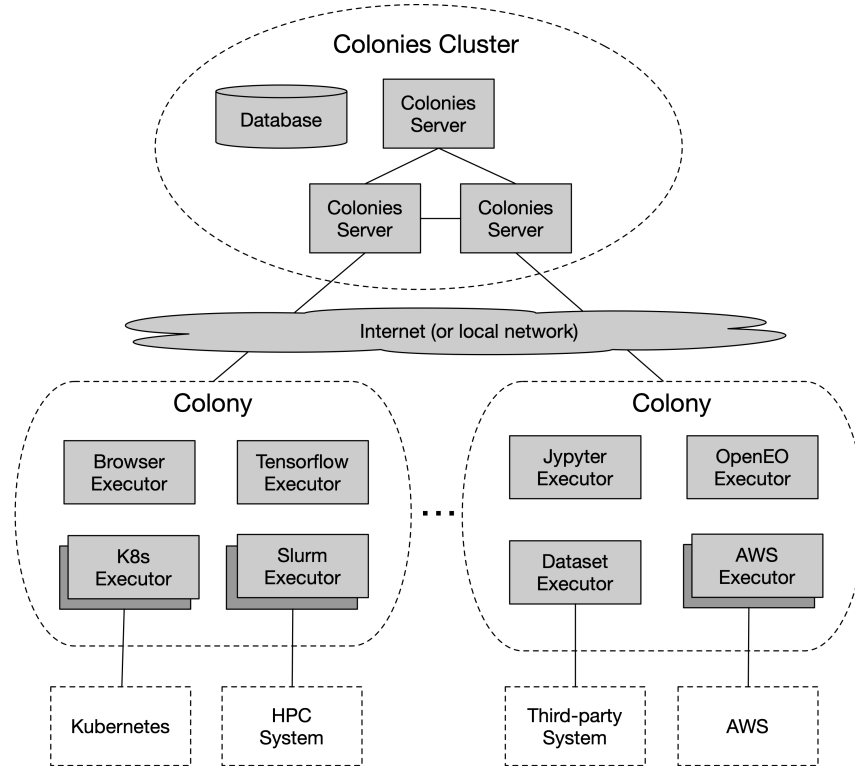 Colonies Cluster
Database
Colonies
Server
Colonies
Server
Colonies
Server
Internet (or local network)
Colony
Browser
Executor
Tensorflow
Executor
K8s
Executor
Slurm
Executor
...
Colony
Jypyter
Executor
OpenEO
Executor
Dataset
Executor
AWS
Executor
Kubernetes
HPC
System
Third-party
System
AWS